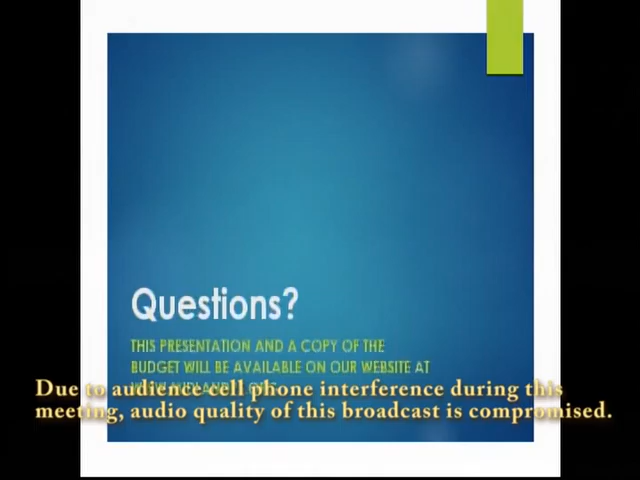 Questions?
THIS PRESENTATION AND A COPY OF THE
BUDGET WILL BE AVAILABLE ON OUR WEBSITE AT
Due to audience cell phone interference during this
meeting, audio quality of this broadcast is compromised.